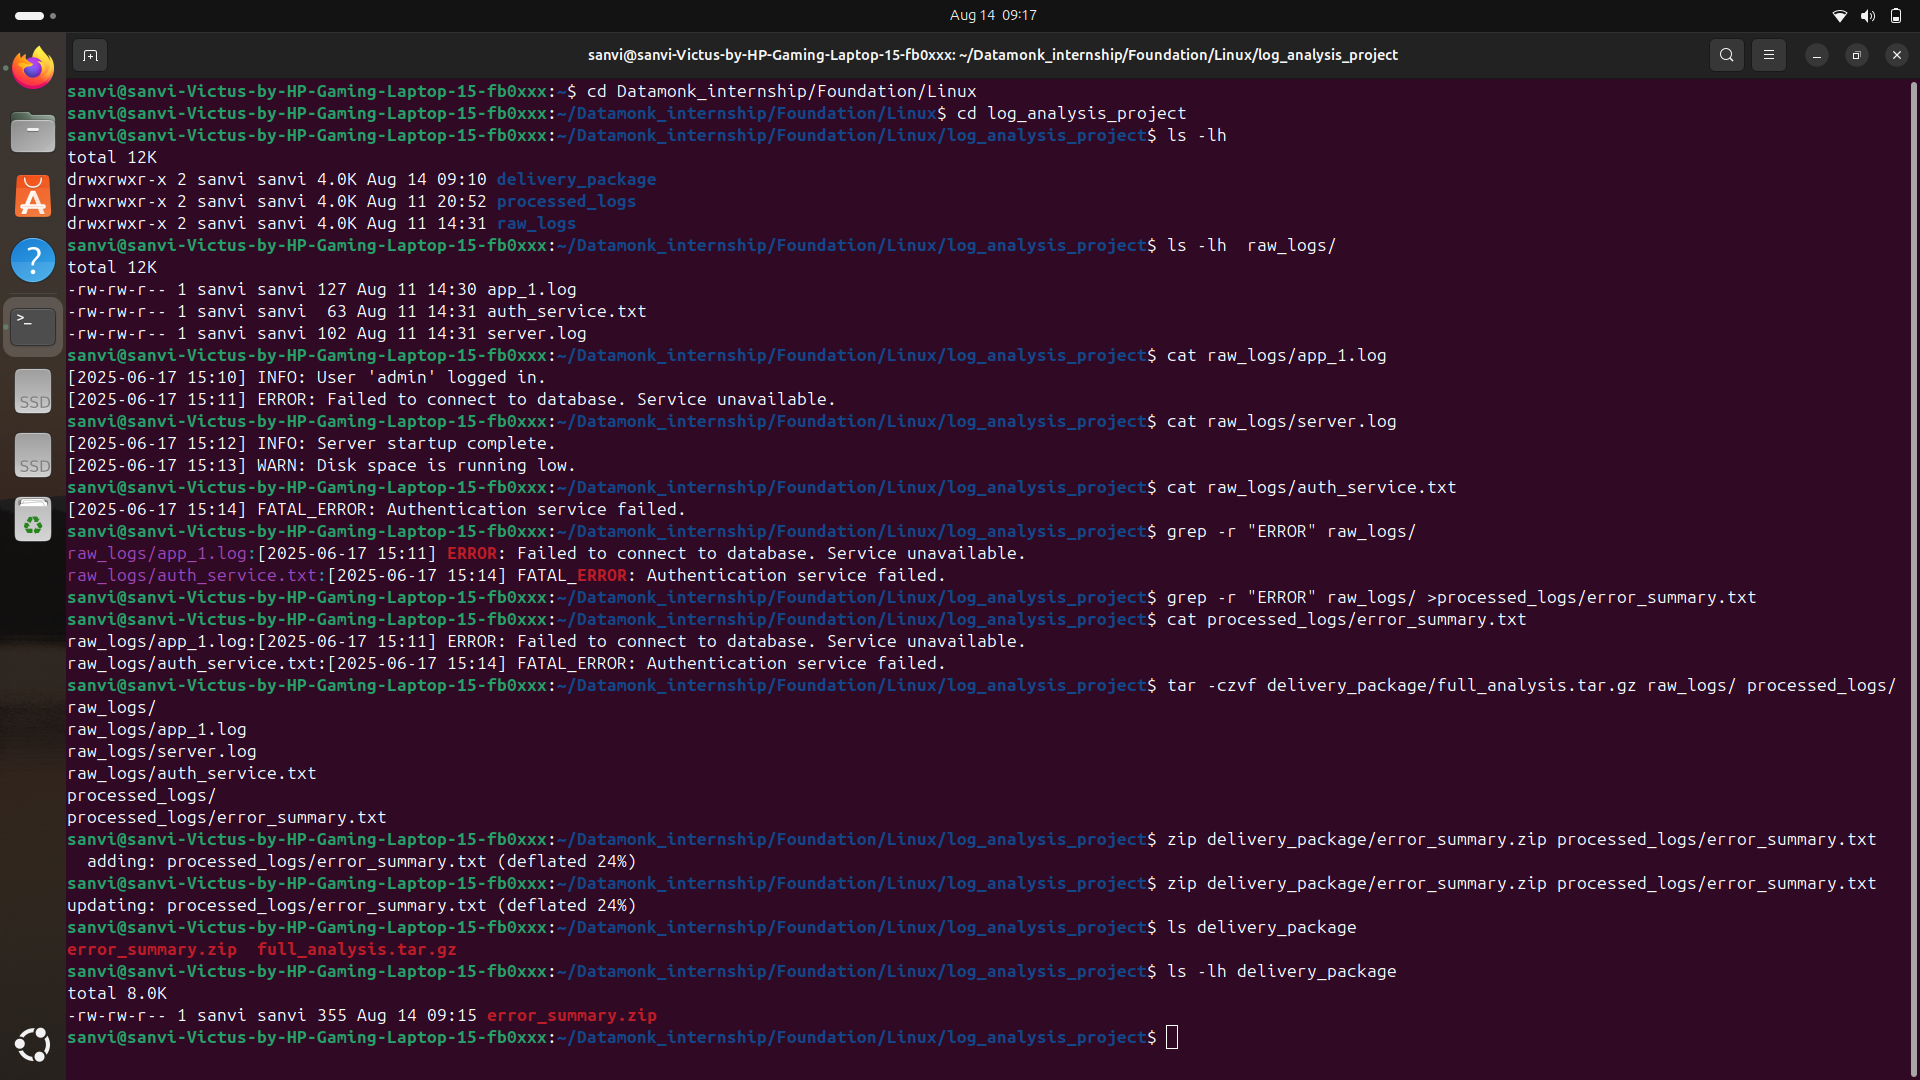 Aug 14 09:17
sanvi@sanvi-Victus-by-HP-Gaming-Laptop-15-fb0xxx: ~/Datamonk_internship/Foundation/Linux/log_analysis_project
sanvi@sanvi-Victus-by-HP-Gaming-Laptop-15-fb0xxx:~$ cd Datamonk_internship/Foundation/Linux
sanvi@sanvi-Victus-by-HP-Gaming-Laptop-15-fb0xxx:~/Datamonk_internship/Foundation/Linux$ cd log_analysis_project
sanvi@sanvi-Victus-by-HP-Gaming-Laptop-15-fb0xxx:~/Datamonk_internship/Foundation/Linux/log_analysis_project$ ls -lh
total 12K
drwxrwxr-x 2 sanvi sanvi 4.0K Aug 14 09:10 delivery_package
drwxrwxr-x 2 sanvi sanvi 4.0K Aug 11 20:52 processed_logs
drwxrwxr-x 2 sanvi sanvi 4.0K Aug 11 14:31 raw_logs
sanvi@sanvi-Victus-by-HP-Gaming-Laptop-15-fb0xxx:~/Datamonk_internship/Foundation/Linux/log_analysis_project$ ls -lh  raw_logs/
total 12K
-rw-rw-r-- 1 sanvi sanvi 127 Aug 11 14:30 app_1.log
-rw-rw-r-- 1 sanvi sanvi  63 Aug 11 14:31 auth_service.txt
-rw-rw-r-- 1 sanvi sanvi 102 Aug 11 14:31 server.log
sanvi@sanvi-Victus-by-HP-Gaming-Laptop-15-fb0xxx:~/Datamonk_internship/Foundation/Linux/log_analysis_project$ cat raw_logs/app_1.log
[2025-06-17 15:10] INFO: User 'admin' logged in.
[2025-06-17 15:11] ERROR: Failed to connect to database. Service unavailable.
sanvi@sanvi-Victus-by-HP-Gaming-Laptop-15-fb0xxx:~/Datamonk_internship/Foundation/Linux/log_analysis_project$ cat raw_logs/server.log
[2025-06-17 15:12] INFO: Server startup complete.
[2025-06-17 15:13] WARN: Disk space is running low.
sanvi@sanvi-Victus-by-HP-Gaming-Laptop-15-fb0xxx:~/Datamonk_internship/Foundation/Linux/log_analysis_project$ cat raw_logs/auth_service.txt
[2025-06-17 15:14] FATAL_ERROR: Authentication service failed.
sanvi@sanvi-Victus-by-HP-Gaming-Laptop-15-fb0xxx:~/Datamonk_internship/Foundation/Linux/log_analysis_project$ grep -r "ERROR" raw_logs/
raw_logs/app_1.log:[2025-06-17 15:11] ERROR: Failed to connect to database. Service unavailable.
raw_logs/auth_service.txt:[2025-06-17 15:14] FATAL_ERROR: Authentication service failed.
sanvi@sanvi-Victus-by-HP-Gaming-Laptop-15-fb0xxx:~/Datamonk_internship/Foundation/Linux/log_analysis_project$ grep -r "ERROR" raw_logs/ >processed_logs/error_summary.txt
sanvi@sanvi-Victus-by-HP-Gaming-Laptop-15-fb0xxx:~/Datamonk_internship/Foundation/Linux/log_analysis_project$ cat processed_logs/error_summary.txt
raw_logs/app_1.log:[2025-06-17 15:11] ERROR: Failed to connect to database. Service unavailable.
raw_logs/auth_service.txt:[2025-06-17 15:14] FATAL_ERROR: Authentication service failed.
sanvi@sanvi-Victus-by-HP-Gaming-Laptop-15-fb0xxx:~/Datamonk_internship/Foundation/Linux/log_analysis_project$ tar -czvf delivery_package/full_analysis.tar.gz raw_logs/ processed_logs/
raw_logs/
raw_logs/app_1.log
raw_logs/server.log
raw_logs/auth_service.txt
processed_logs/
processed_logs/error_summary.txt
sanvi@sanvi-Victus-by-HP-Gaming-Laptop-15-fb0xxx:~/Datamonk_internship/Foundation/Linux/log_analysis_project$ zip delivery_package/error_summary.zip processed_logs/error_summary.txt
  adding: processed_logs/error_summary.txt (deflated 24%)
sanvi@sanvi-Victus-by-HP-Gaming-Laptop-15-fb0xxx:~/Datamonk_internship/Foundation/Linux/log_analysis_project$ zip delivery_package/error_summary.zip processed_logs/error_summary.txt
updating: processed_logs/error_summary.txt (deflated 24%)
sanvi@sanvi-Victus-by-HP-Gaming-Laptop-15-fb0xxx:~/Datamonk_internship/Foundation/Linux/log_analysis_project$ ls delivery_package
error_summary.zip  full_analysis.tar.gz
sanvi@sanvi-Victus-by-HP-Gaming-Laptop-15-fb0xxx:~/Datamonk_internship/Foundation/Linux/log_analysis_project$ ls -lh delivery_package
total 8.0K
-rw-rw-r-- 1 sanvi sanvi 355 Aug 14 09:15 error_summary.zip
sanvi@sanvi-Victus-by-HP-Gaming-Laptop-15-fb0xxx:~/Datamonk_internship/Foundation/Linux/log_analysis_project$
SSD
SSD